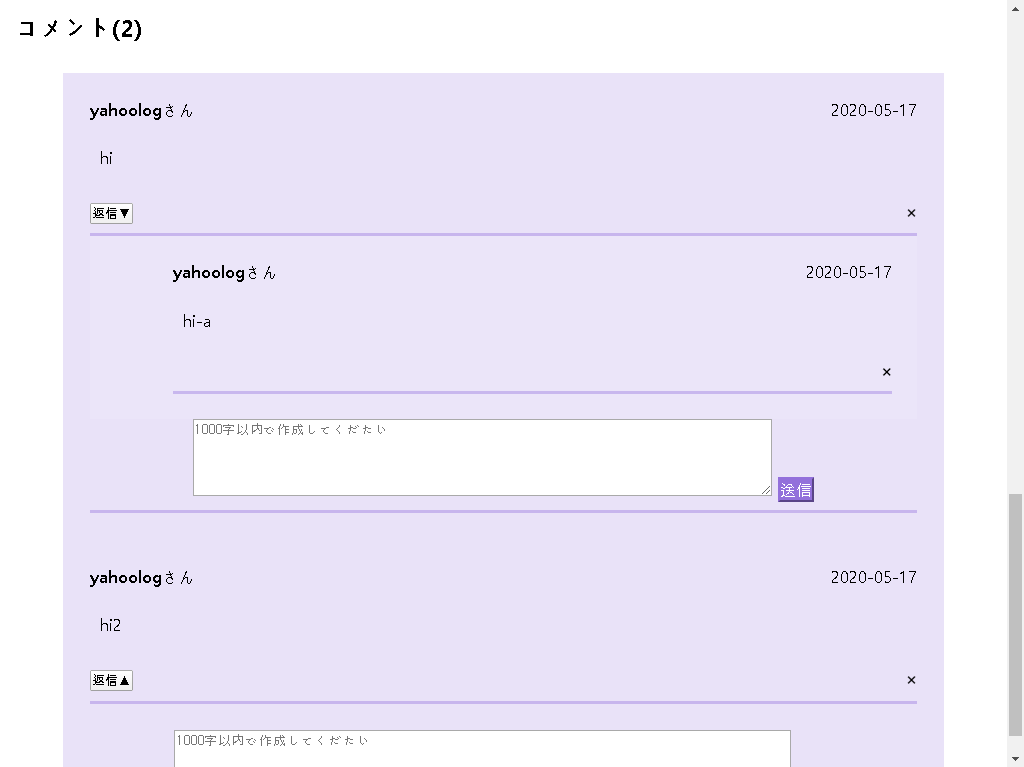 コメント(2)
yahoologさん 2020-05-17
hi
返信▼ ×
yahoologさん 2020-05-17
hi-a
×
1000字以内で作成してくだたい
送信
yahoologさん 2020-05-17
hi2
返信▲ ×
1000字以内で作成してくだたい